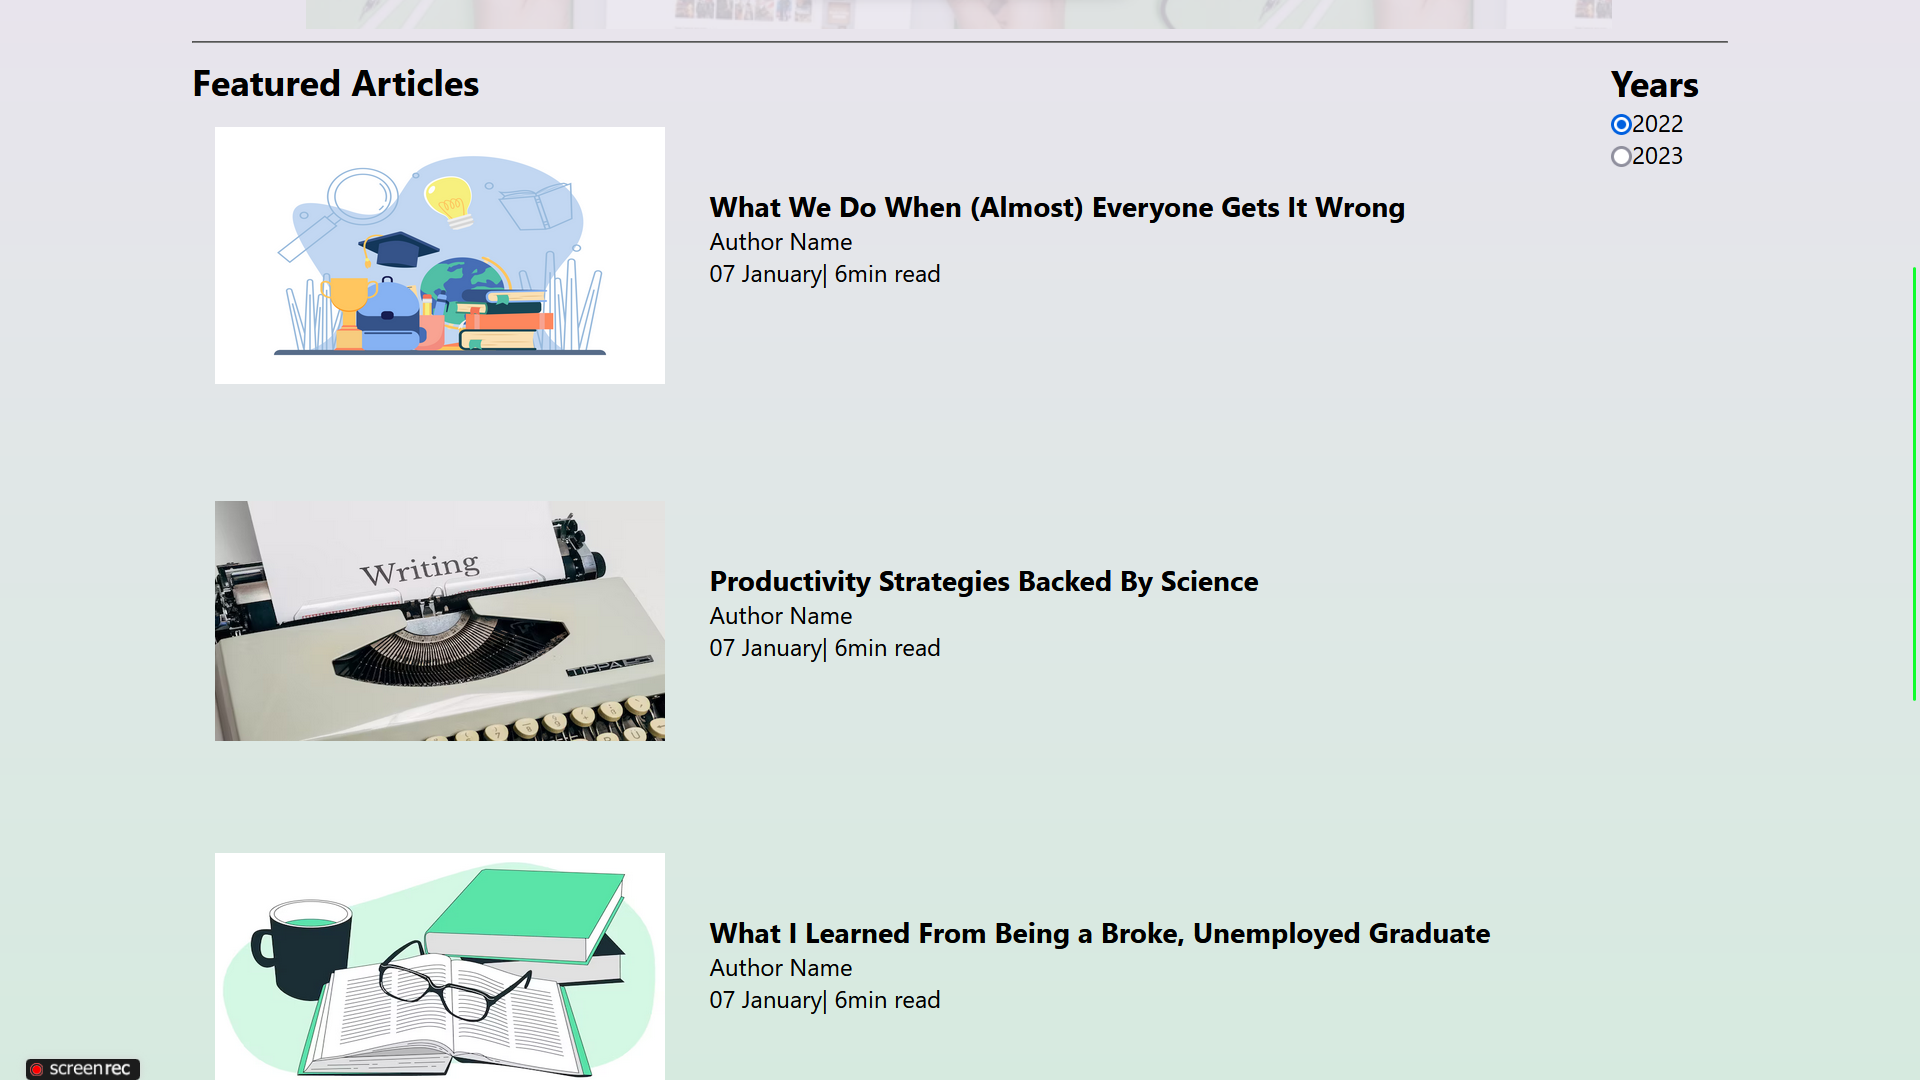 Featured Articles
Years
2022
2023
What We Do When (Almost) Everyone Gets It Wrong
Author Name
07 January| 6min read
Writing
TIPPA
Productivity Strategies Backed By Science
Author Name
07 January| 6min read
What I Learned From Being a Broke, Unemployed Graduate
Author Name
07 January| 6min read
screenrec